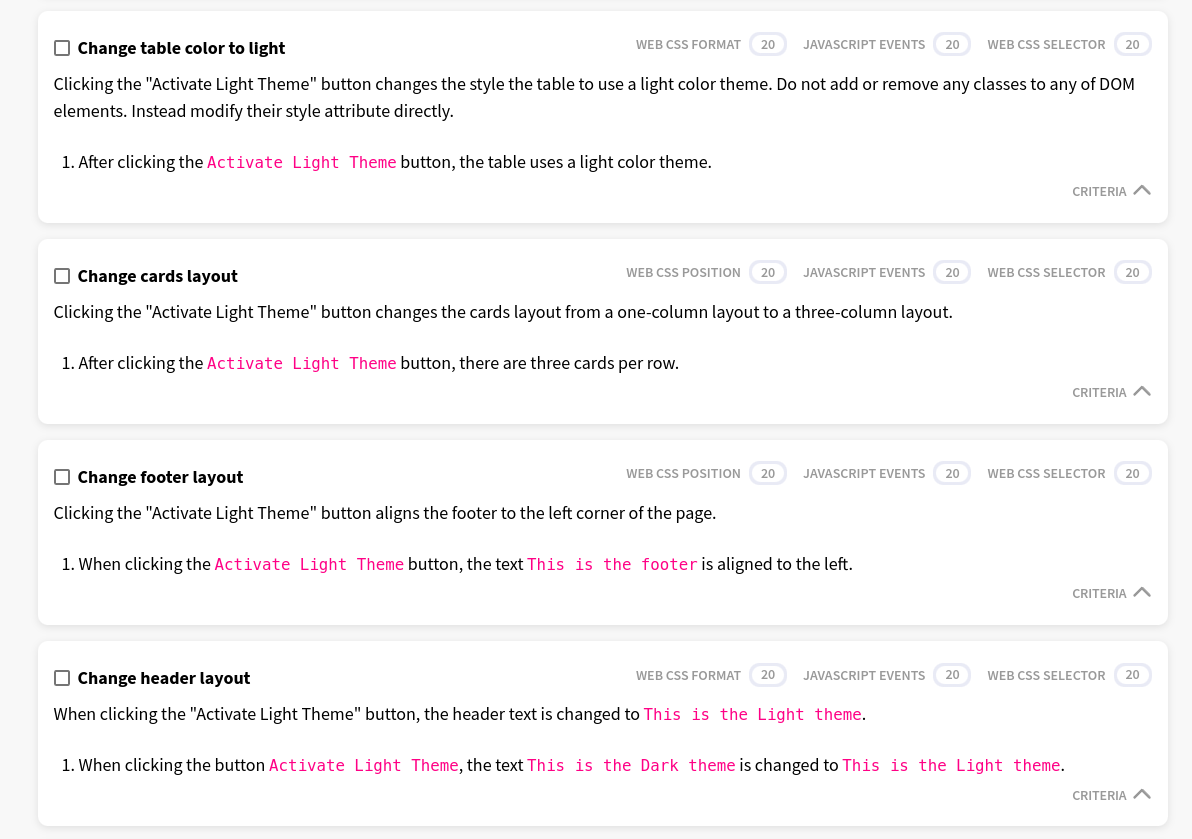 Change table color to light
WEB CSS FORMAT 20 JAVASCRIPT EVENTS 20 WEB CSS SELECTOR 20
Clicking the "Activate Light Theme" button changes the style the table to use a light color theme. Do not add or remove any classes to any of DOM
elements. Instead modify their style attribute directly.
1. After clicking the Activate Light Theme button, the table uses a light color theme.
CRITERIA
Change cards layout
WEB CSS POSITION 20 JAVASCRIPT EVENTS 20 WEB CSS SELECTOR 20
Clicking the "Activate Light Theme" button changes the cards layout from a one-column layout to a three-column layout.
1. After clicking the Activate Light Theme button, there are three cards per row.
CRITERIA
Change footer layout
WEB CSS POSITION 20 JAVASCRIPT EVENTS 20 WEB CSS SELECTOR 20
Clicking the "Activate Light Theme" button aligns the footer to the left corner of the page.
1. When clicking the Activate Light Theme button, the text This is the footer is aligned to the left.
CRITERIA
Change header layout
WEB CSS FORMAT 20 JAVASCRIPT EVENTS 20 WEB CSS SELECTOR 20
When clicking the "Activate Light Theme" button, the header text is changed to This is the Light theme.
1. When clicking the button Activate Light Theme, the text This is the Dark theme is changed to This is the Light theme.
CRITERIA